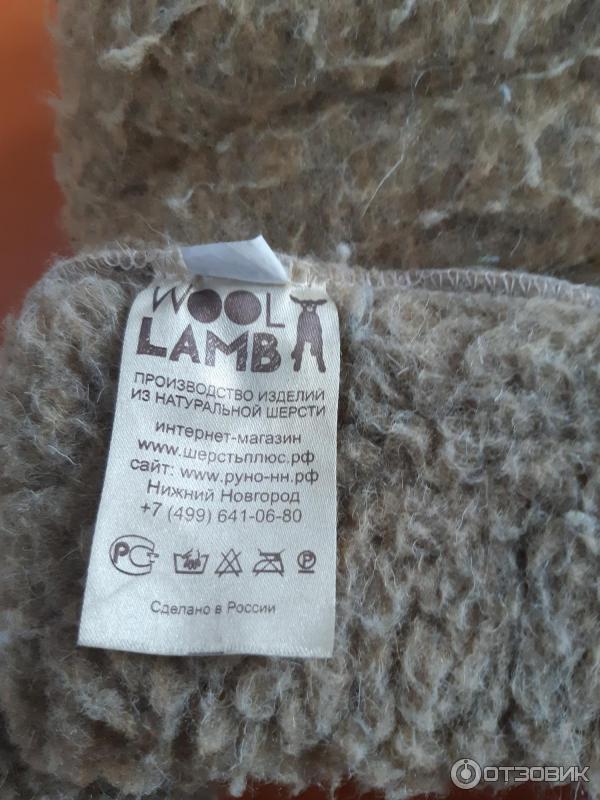 WOOL
LAMB
ПРОИЗВОДСТВО ИЗДЕЛИЙ
ИЗ НАТУРАЛЬНОЙ ШЕРСТИ
интернет-магазин
www.шерстьплюс.рф
сайт: www.руно-нн.рф
Нижний Новгород
+7 (499) 641-06-80
Сделано в России
ОТЗОВИК